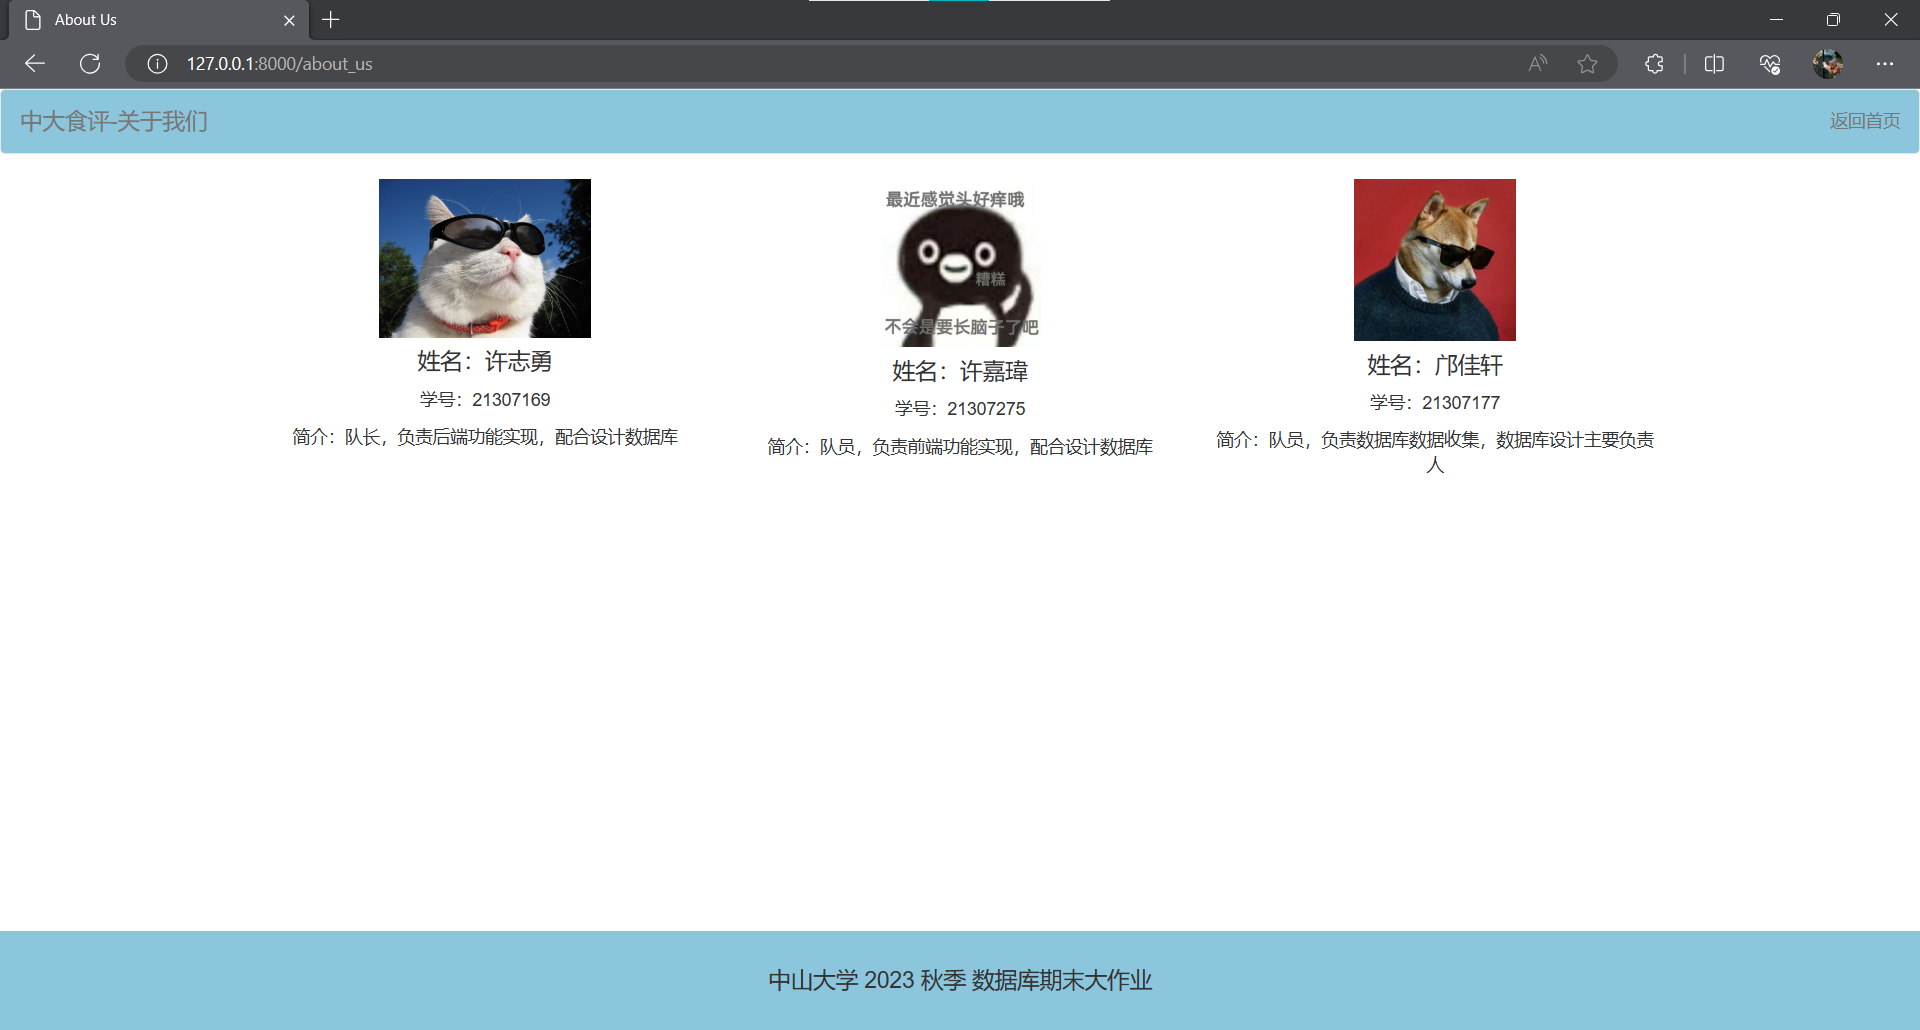 About Us
127.0.0.1:8000/about_us
中大食评-关于我们
返回首页
姓名：许志勇
学号：21307169
简介：队长，负责后端功能实现，配合设计数据库
最近感觉头好痒哦
糟糕
不会是要长脑子了吧
姓名：许嘉瑋
学号：21307275
简介：队员，负责前端功能实现，配合设计数据库
姓名：邝佳轩
学号：21307177
简介：队员，负责数据库数据收集，数据库设计主要负责
人
中山大学 2023 秋季 数据库期末大作业